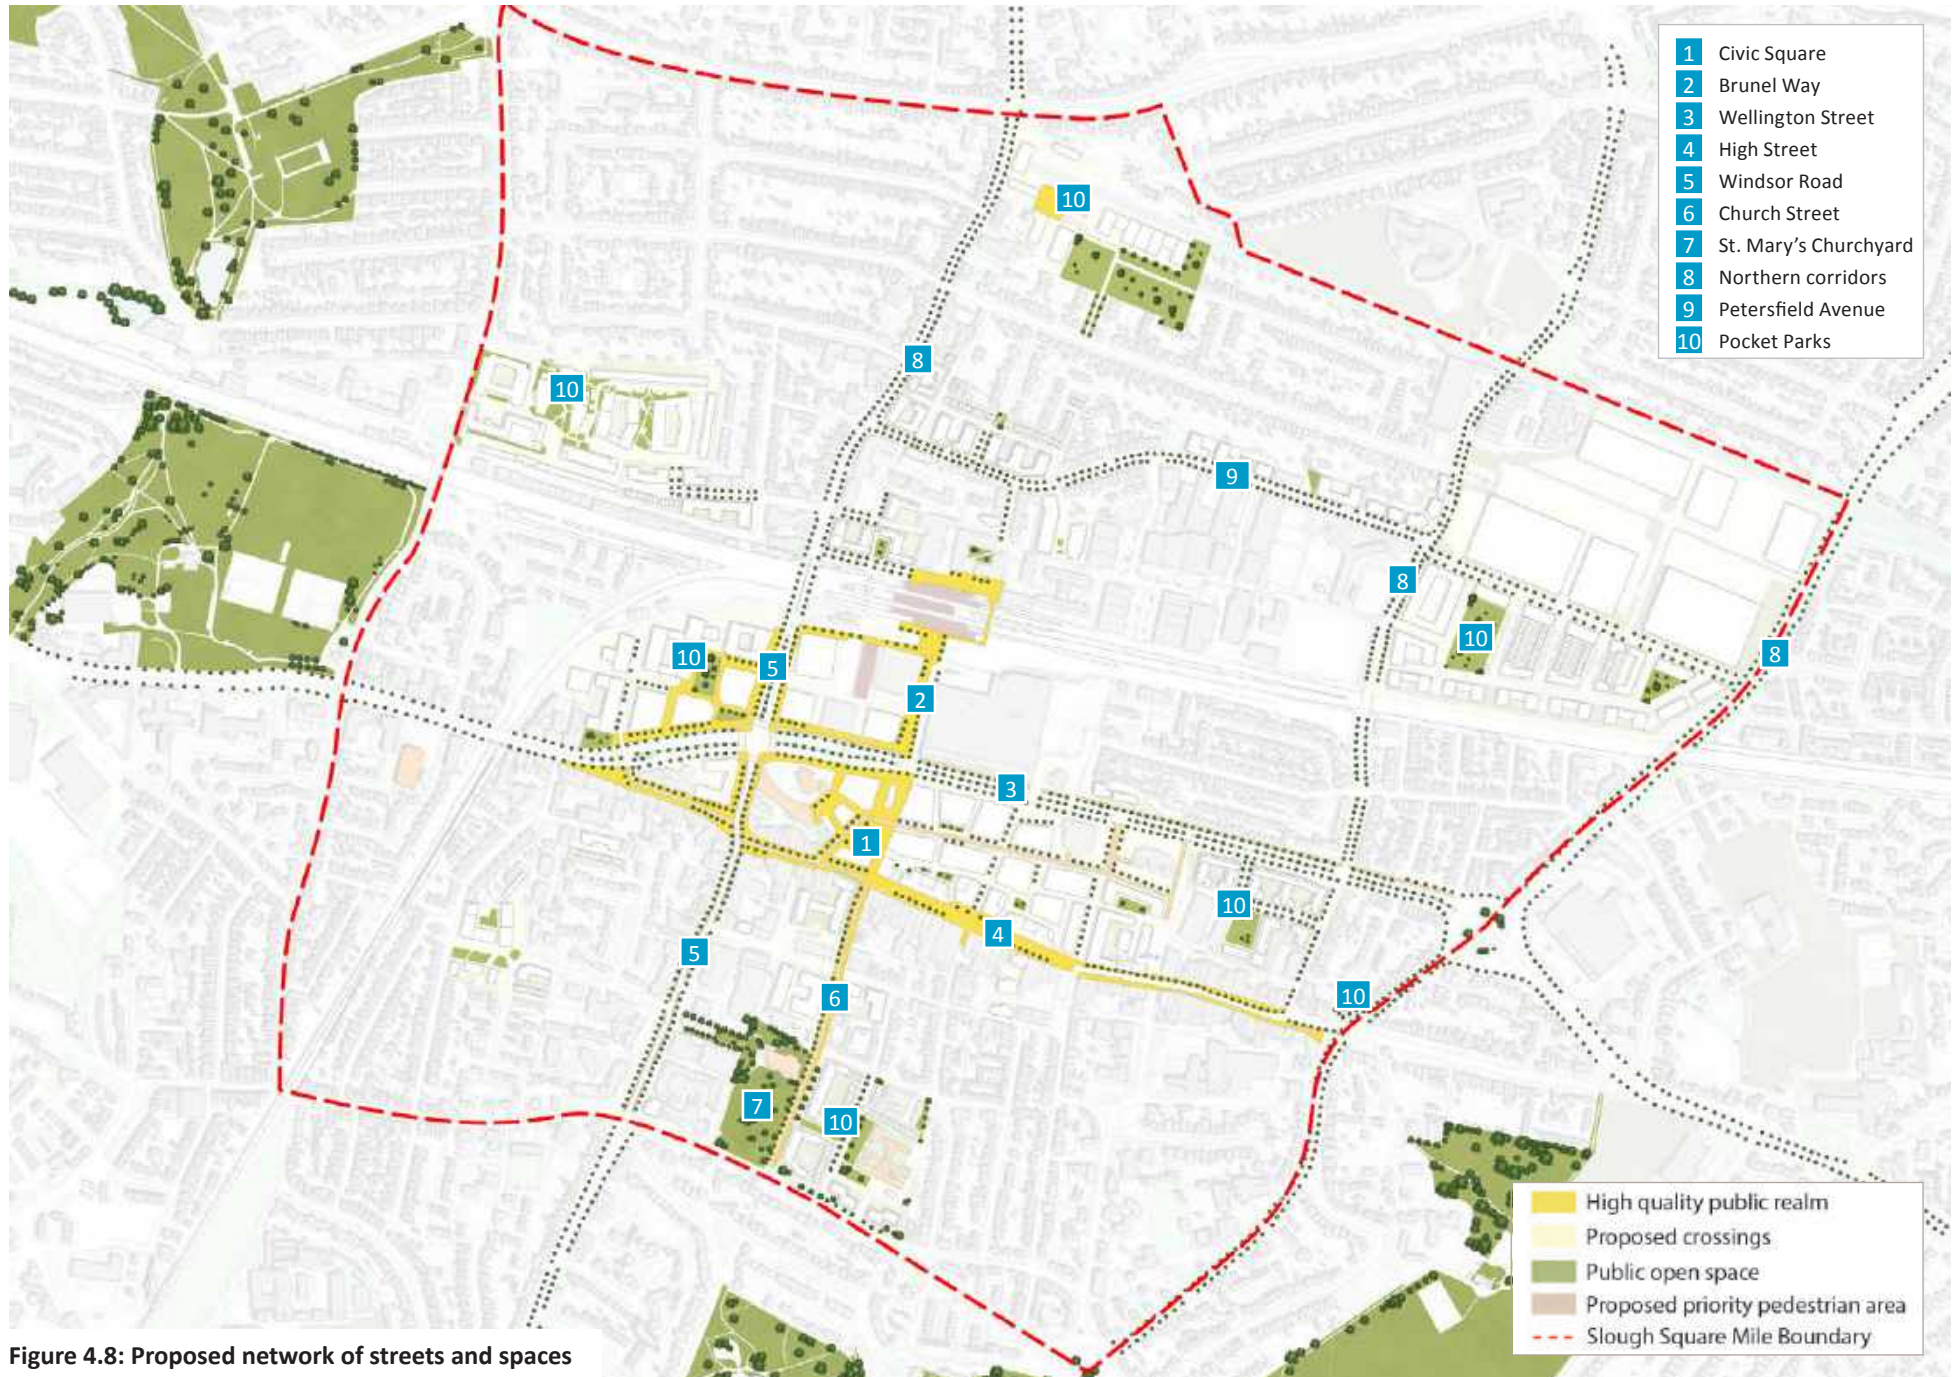 1 Civic Square
2 Brunel Way
3 Wellington Street
4 High Street
5 Windsor Road
6 Church Street
7 St. Mary's Churchyard
8 Northern corridors
9 Petersfield Avenue
10 Pocket Parks
10
8
10
9
8
10
10
5
8
2
3
1
10
4
5
10
6
7
10
High quality public realm
Proposed crossings
Public open space
Proposed priority pedestrian area
Slough Square Mile Boundary
Figure 4.8: Proposed network of streets and spaces